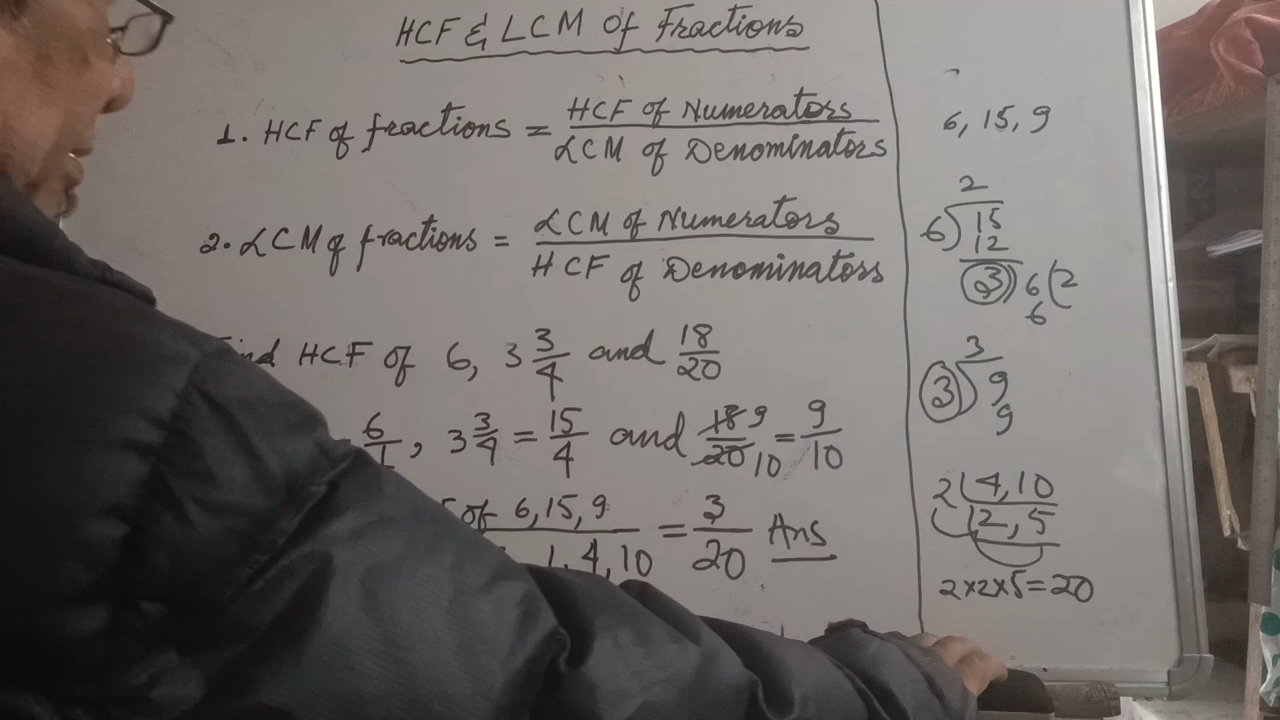 HCF & LCM Of Fractions
1. HCF of fractions = HCF of Numerators / LCM of Denominators
2. LCM of fractions = LCM of Numerators / HCF of Denominators
HCF of 6, 3 3/4 and 18/20
6/1, 3 3/4 = 15/4 and 18/20 9/10 = 9/10
of 6, 15, 9 / 1, 4, 10 = 3/20 Ans
6, 15, 9
2
6) 15
12
3) 6 (2
6
3
3) 9
9
2 | 4, 10
2, 5
2×2×5=20